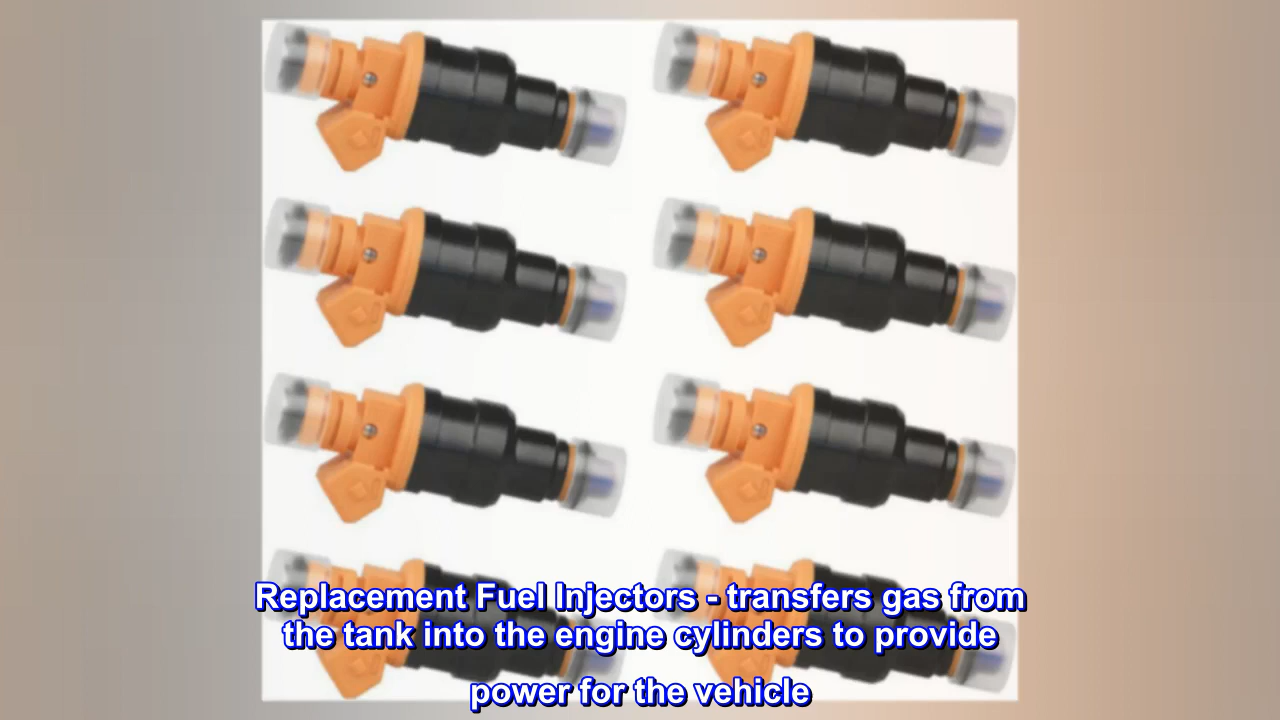 Replacement Fuel Injectors - transfers gas from
the tank into the engine cylinders to provide
power for the vehicle